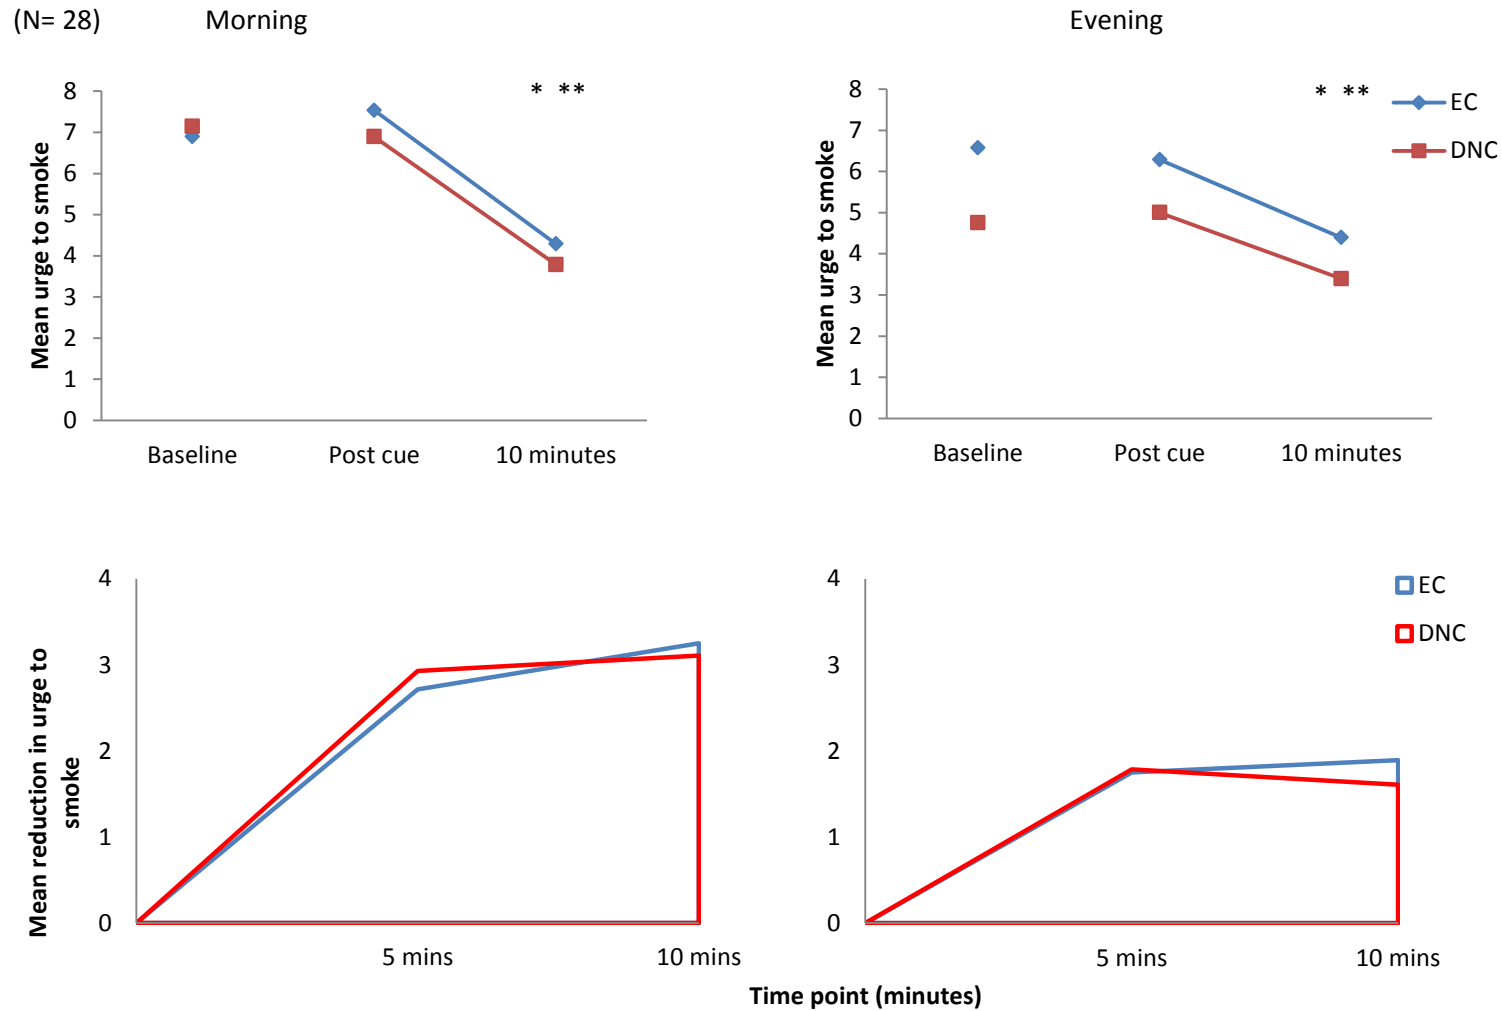 (N= 28)
Morning
Evening
* **
* **
8
7
6
5
4
3
2
1
0
Mean urge to smoke
Baseline
Post cue
10 minutes
8
7
6
5
4
3
2
1
0
Mean urge to smoke
Baseline
Post cue
10 minutes
EC
DNC
4
3
2
1
0
Mean reduction in urge to
smoke
5 mins
10 mins
4
3
2
1
0
5 mins
10 mins
EC
DNC
Time point (minutes)